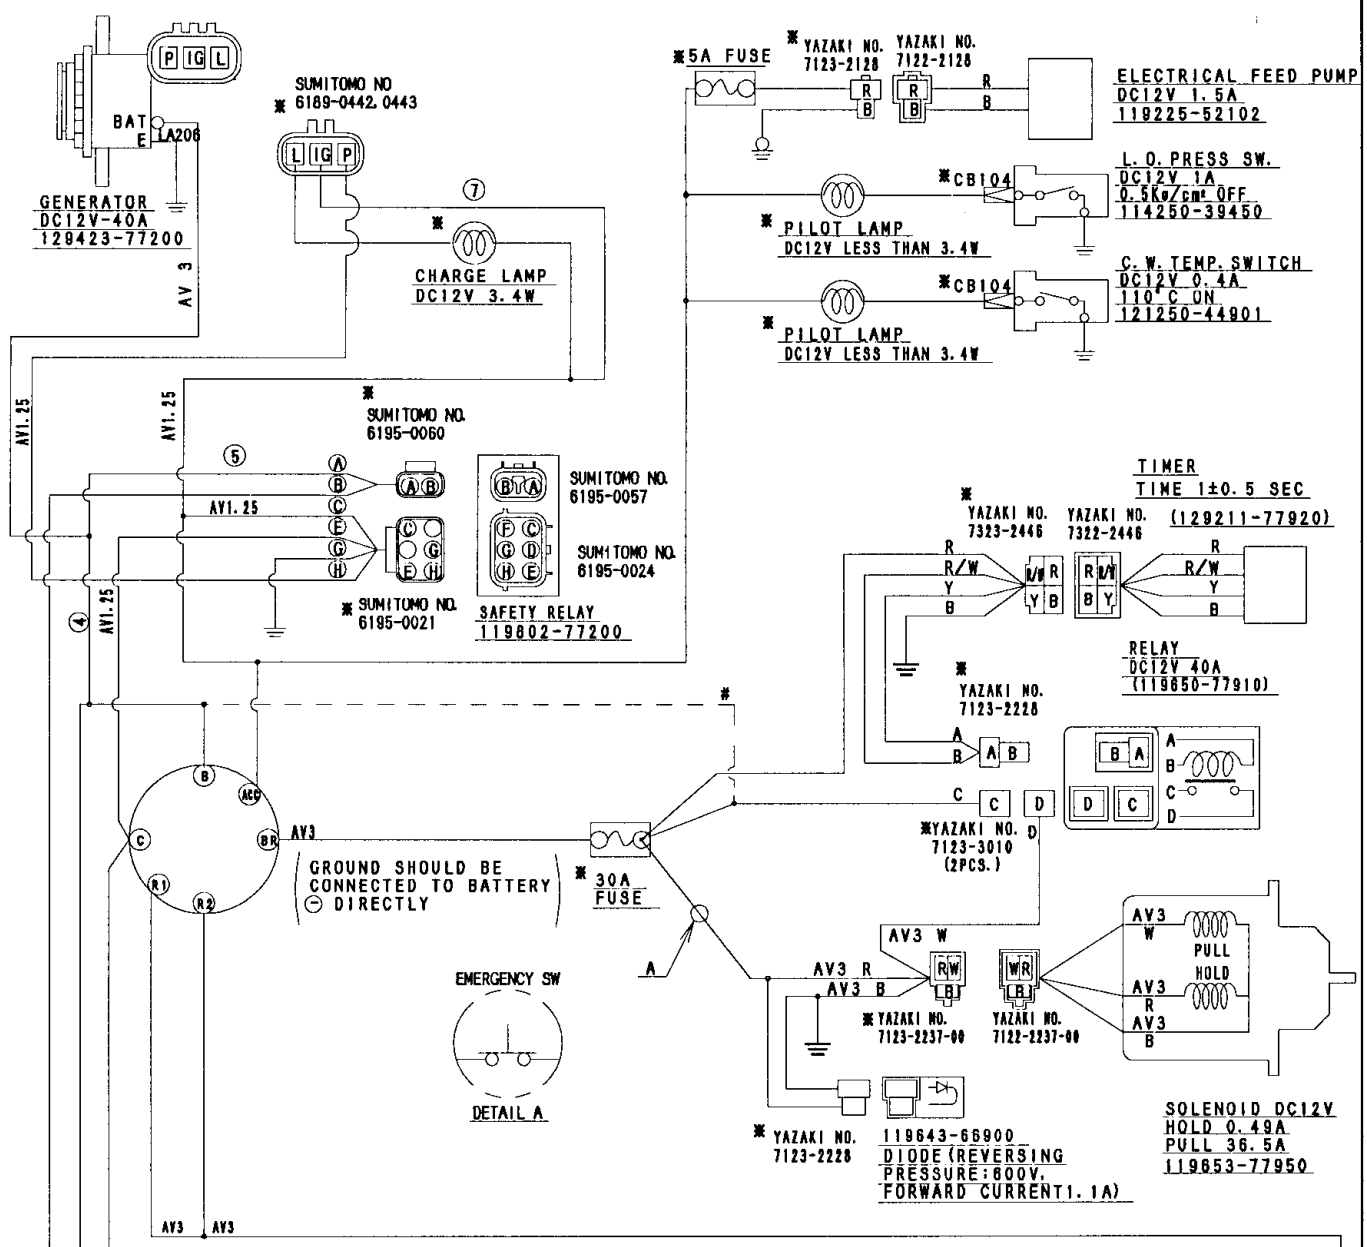 P IG L
BAT
E LA206
GENERATOR
DC12V-40A
129423-77200
AV 3
SUMITOMO NO
※ 6189-0442,0443
L IG P
⑦
※
CHARGE LAMP
DC12V 3.4W
※5A FUSE
※ YAZAKI NO.
7123-2128
YAZAKI NO.
7122-2128
R
B
R
B
R
B
ELECTRICAL FEED PUMP
DC12V 1.5A
119225-52102
※CB104
※ PILOT LAMP
DC12V LESS THAN 3.4W
L.O.PRESS SW.
DC12V 1A
0.5Kg/cm² OFF
114250-39450
※CB104
※ PILOT LAMP
DC12V LESS THAN 3.4W
C.W.TEMP.SWITCH
DC12V 0.4A
110°C ON
121250-44901
AV1.25
AV1.25
※
SUMITOMO NO.
6195-0060
⑤
A
B
C
E
G
H
AV1.25
A B
C
G
E H
※ SUMITOMO NO.
6195-0021
B A
F C
G D
H E
SUMITOMO NO.
6195-0057
SUMITOMO NO.
6195-0024
SAFETY RELAY
119802-77200
④
AV1.25
TIMER
TIME 1±0.5 SEC
(129211-77920)
※
YAZAKI NO.
7323-2446
YAZAKI NO.
7322-2446
R
R/W
Y
B
R/W R
Y B
R R/W
B Y
R
R/W
Y
B
RELAY
DC12V 40A
(119650-77910)
※
YAZAKI NO.
7123-2228
#
A
B
A B
B A
D C
A
B
C
D
C
C
D
※YAZAKI NO.
7123-3010
(2PCS.)
D
B
ACC
C
BR
R1
R2
AV3
(GROUND SHOULD BE
CONNECTED TO BATTERY
⊖ DIRECTLY)
※ 30A
FUSE
A
EMERGENCY SW
DETAIL A
AV3 W
AV3 R
AV3 B
R W
B
W R
B
※ YAZAKI NO.
7123-2237-00
YAZAKI NO.
7122-2237-00
AV3
W
PULL
HOLD
AV3
R
AV3
B
SOLENOID DC12V
HOLD 0.49A
PULL 36.5A
119653-77950
※ YAZAKI NO.
7123-2228
119643-66900
DIODE(REVERSING
PRESSURE:600V.
FORWARD CURRENT1.1A)
AV3 AV3